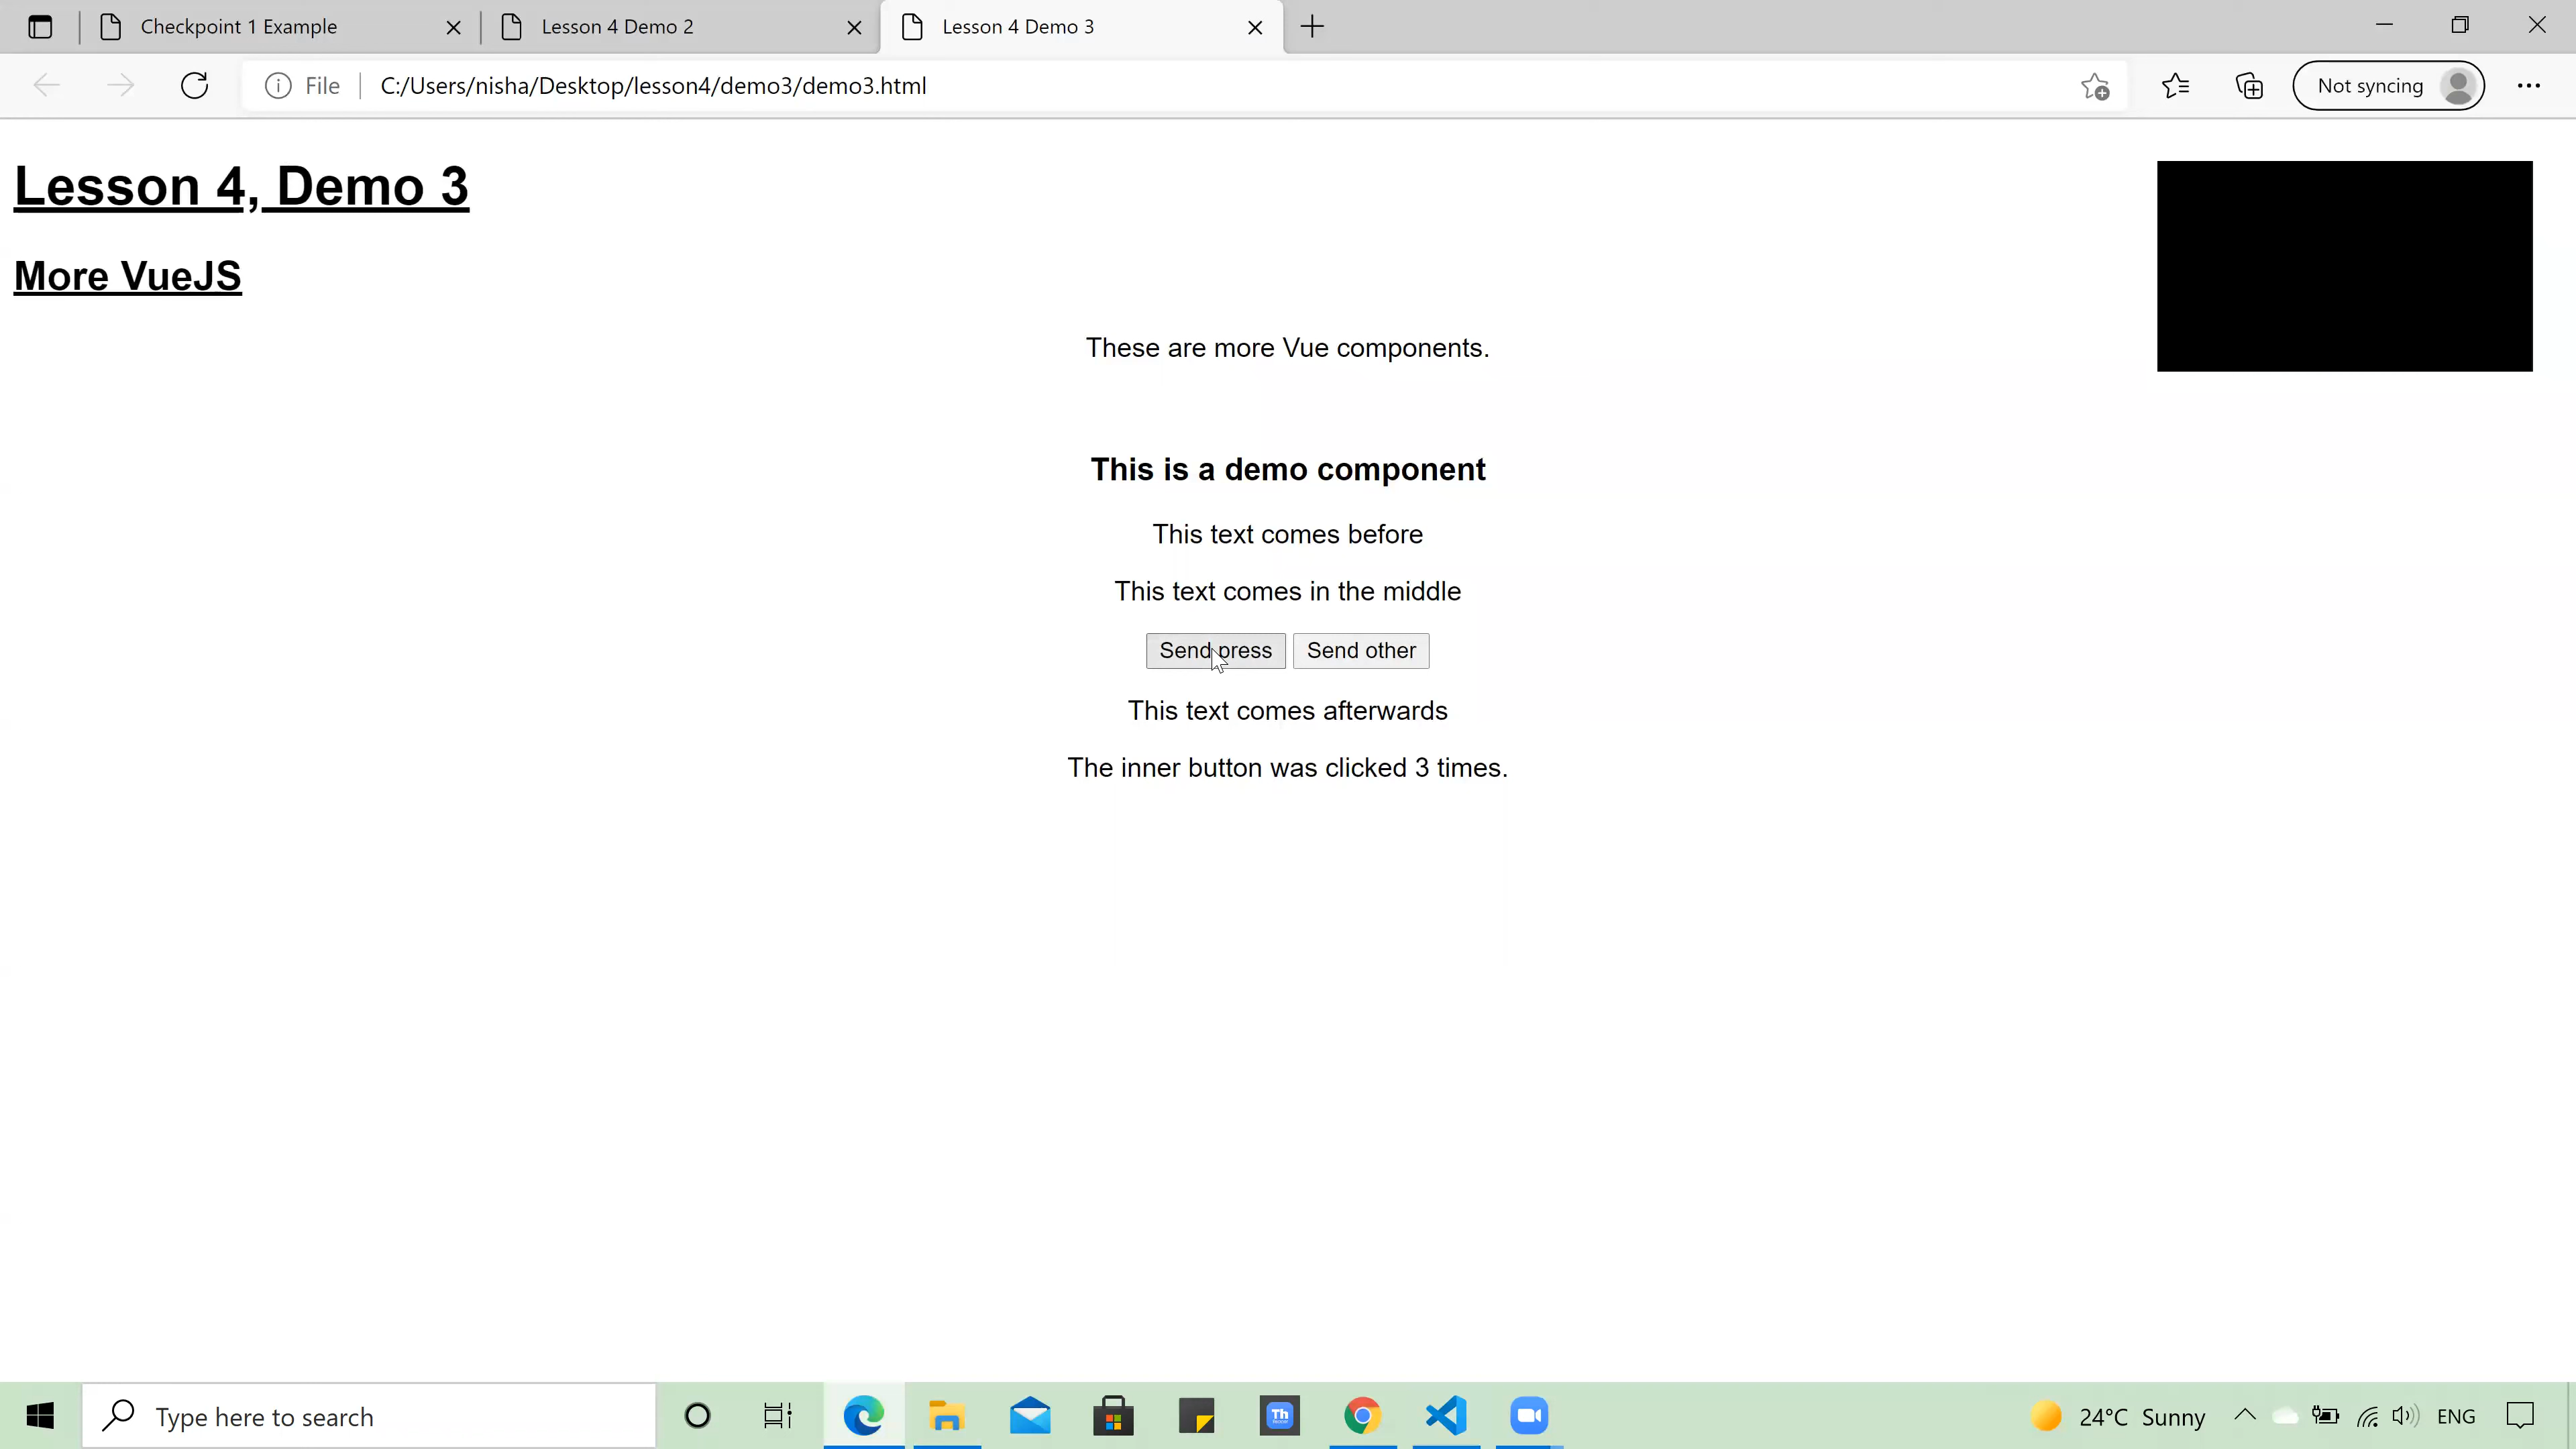 Checkpoint 1 Example
Lesson 4 Demo 2
Lesson 4 Demo 3
File
C:/Users/nisha/Desktop/lesson4/demo3/demo3.html
Not syncing
Lesson 4, Demo 3
More VueJS
These are more Vue components.
This is a demo component
This text comes before
This text comes in the middle
Send press Send other
This text comes afterwards
The inner button was clicked 3 times.
Type here to search
Th
24°C Sunny
ENG